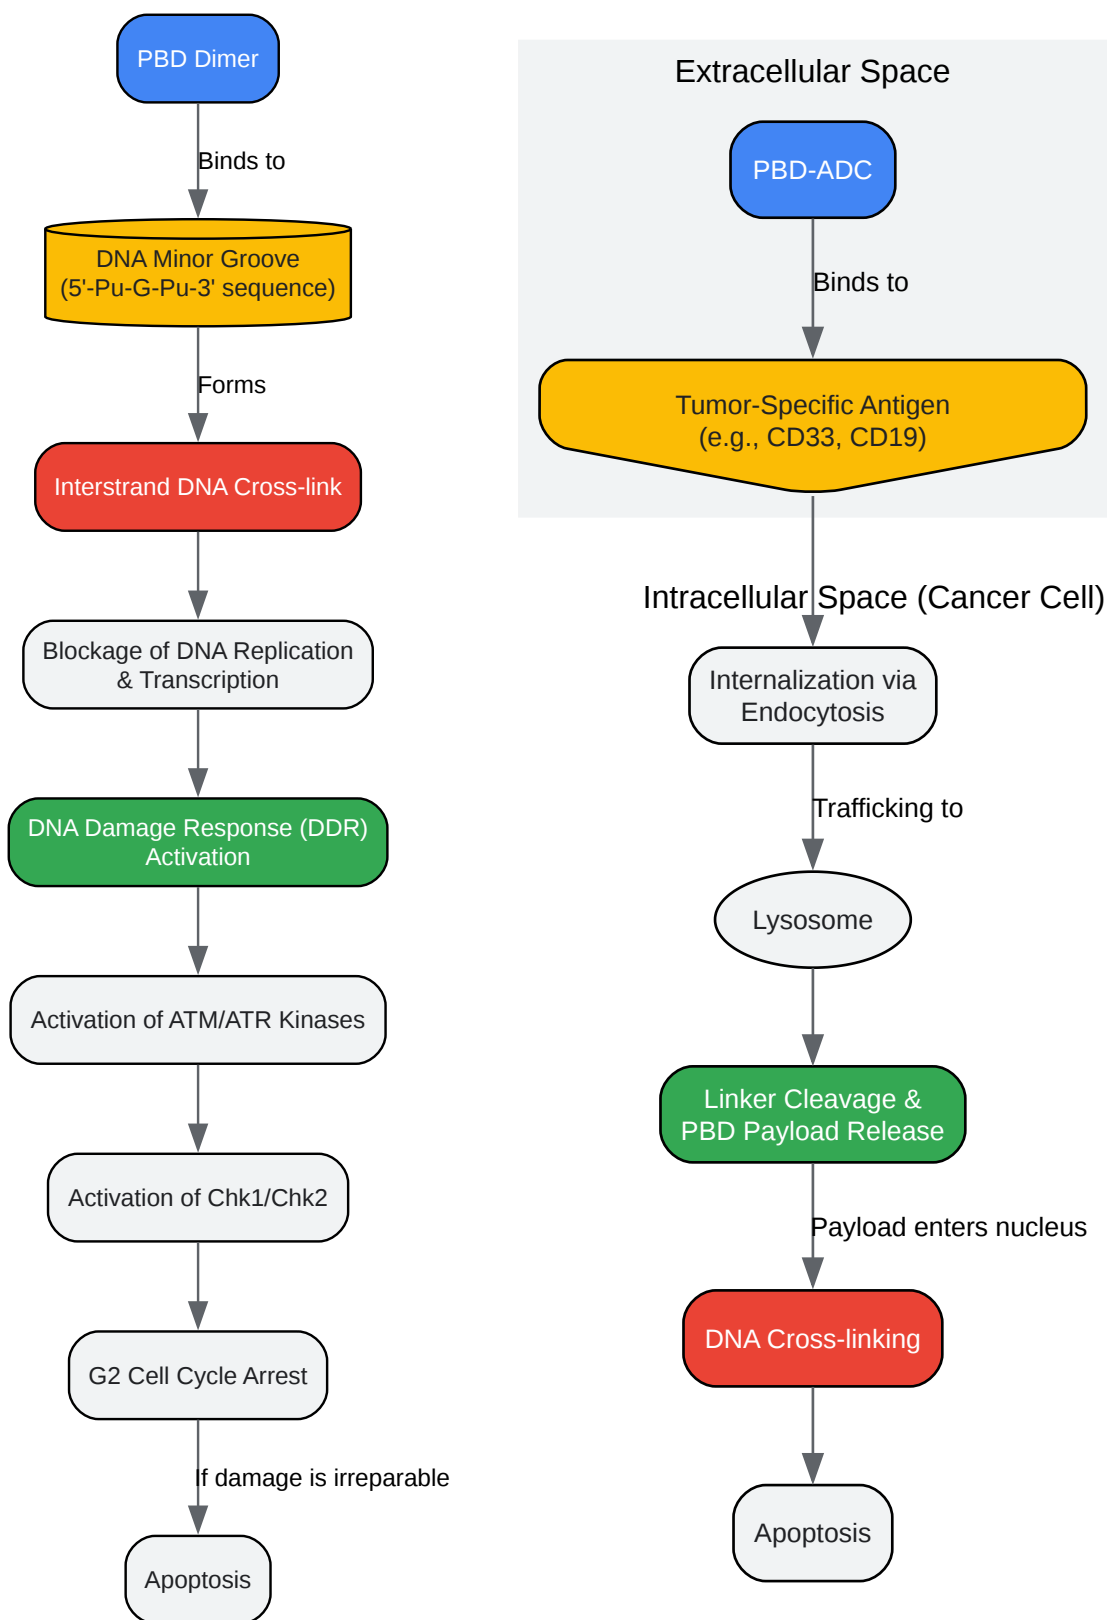 PBD Dimer
Binds to
DNA Minor Groove
(5'-Pu-G-Pu-3' sequence)
Forms
Interstrand DNA Cross-link
Blockage of DNA Replication
& Transcription
DNA Damage Response (DDR)
Activation
Activation of ATM/ATR Kinases
Activation of Chk1/Chk2
G2 Cell Cycle Arrest
If damage is irreparable
Apoptosis
Extracellular Space
PBD-ADC
Binds to
Tumor-Specific Antigen
(e.g., CD33, CD19)
Intracellular Space (Cancer Cell)
Internalization via
Endocytosis
Trafficking to
Lysosome
Linker Cleavage &
PBD Payload Release
Payload enters nucleus
DNA Cross-linking
Apoptosis